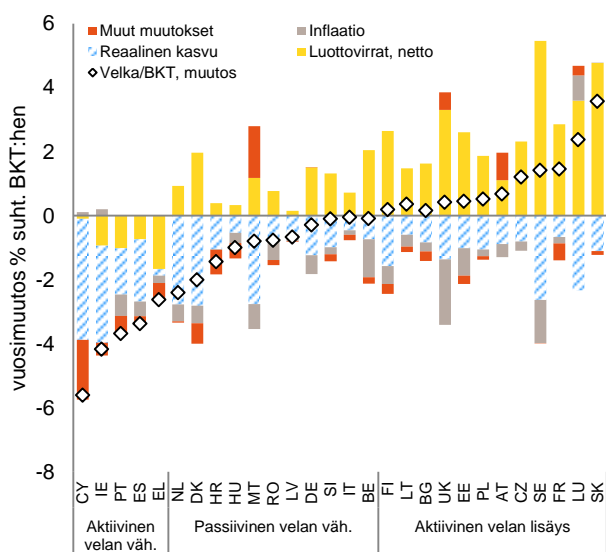 Muut muutokset
Inflaatio
Reaalinen kasvu
Luottovirrat, netto
Velka/BKT, muutos
vuosimuutos % suht. BKT:hen
6
4
2
0
-2
-4
-6
-8
CY IE PT ES EL NL DK HR HU MT RO LV DE SI IT BE FI LT BG UK EE PL AT CZ SE FR LU SK
Aktiivinen velan väh.
Passiivinen velan väh.
Aktiivinen velan lisäys